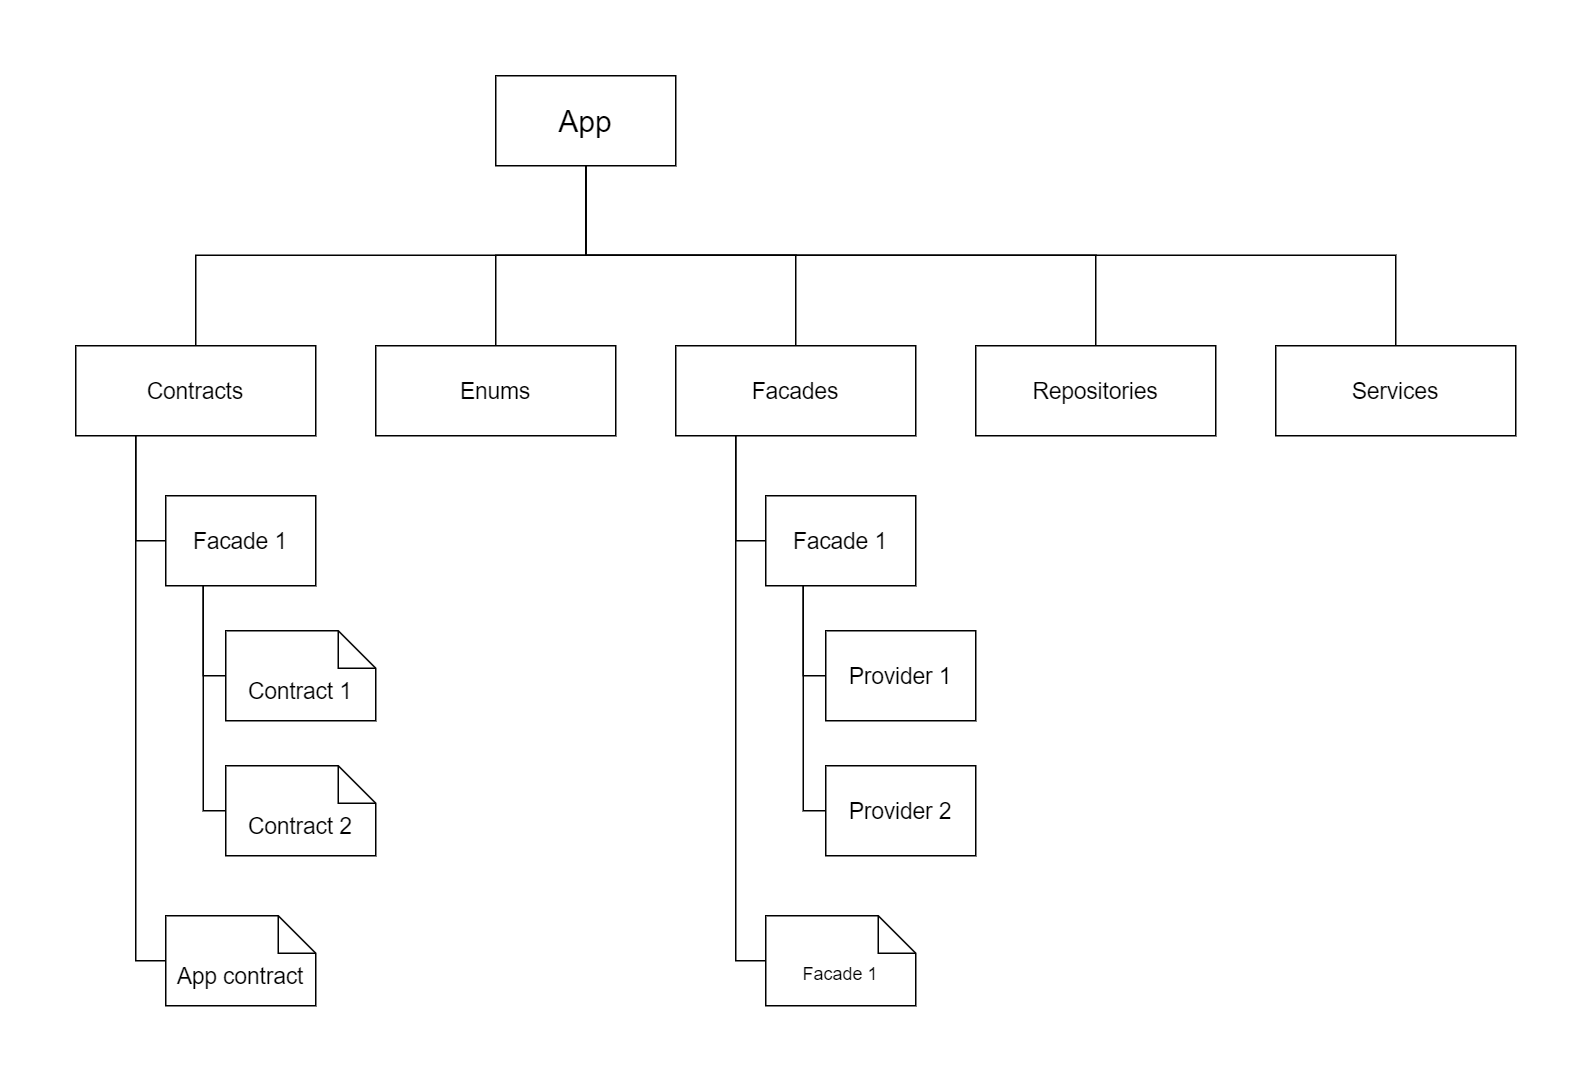 App
Contracts
Enums
Facades
Repositories
Services
Facade 1
Facade 1
Contract 1
Provider 1
Contract 2
Provider 2
App contract
Facade 1